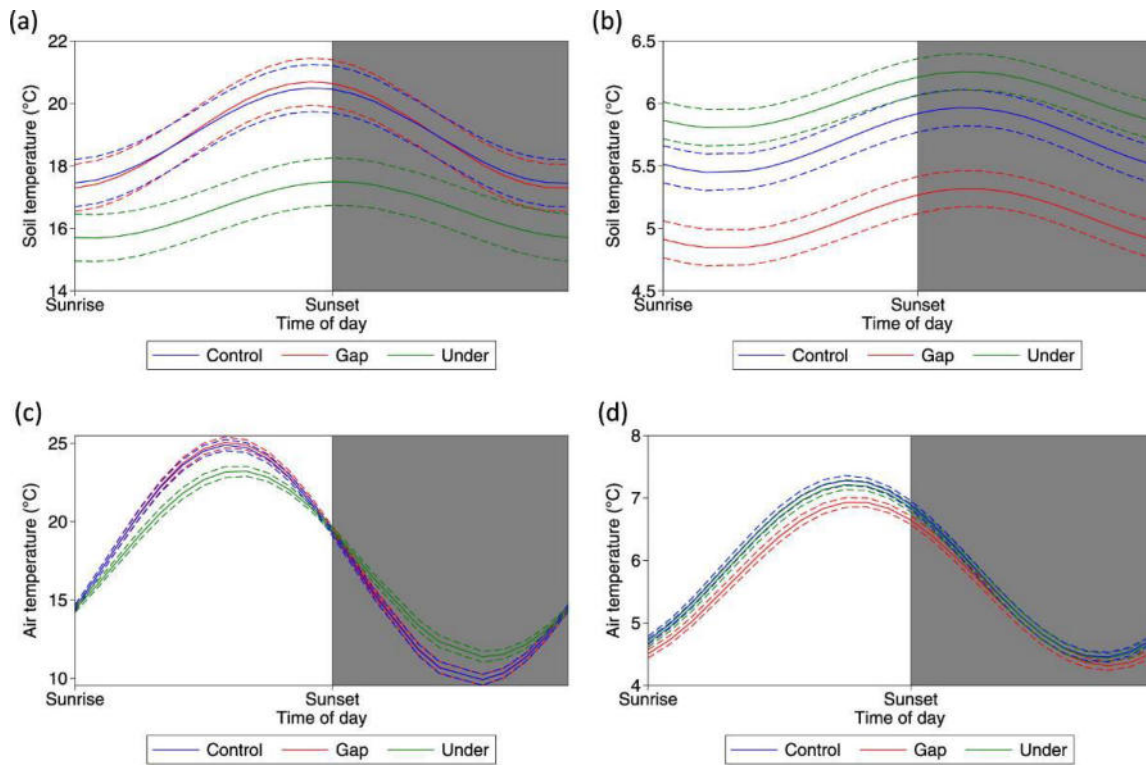 (a)
22
20
18
16
14
Soil temperature (°C)
Sunrise
Sunset
Time of day
Control
Gap
Under
(b)
6.5
6
5.5
5
4.5
Soil temperature (°C)
Sunrise
Sunset
Time of day
Control
Gap
Under
(c)
25
20
15
10
Air temperature (°C)
Sunrise
Sunset
Time of day
Control
Gap
Under
(d)
8
7
6
5
4
Air temperature (°C)
Sunrise
Sunset
Time of day
Control
Gap
Under